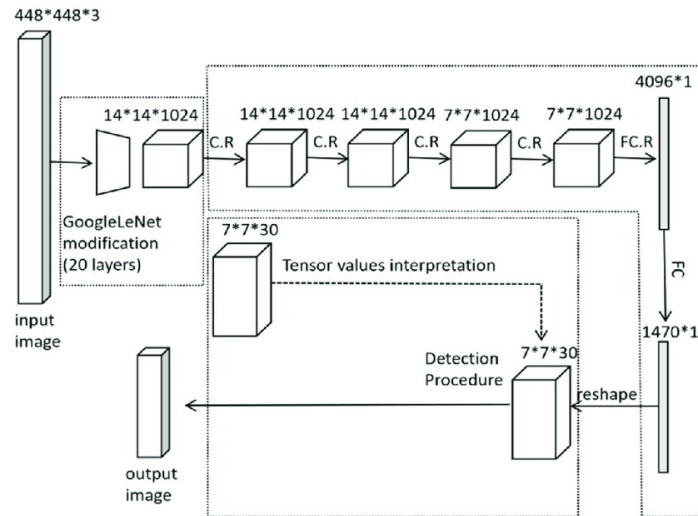 448*448*3
14*14*1024
14*14*1024
14*14*1024
7*7*1024
7*7*1024
4096*1
C.R
C.R
C.R
C.R
FC.R
GoogleLeNet
modification
(20 layers)
input
image
7*7*30
Tensor values interpretation
FC
1470*1
Detection
Procedure
7*7*30
reshape
output
image